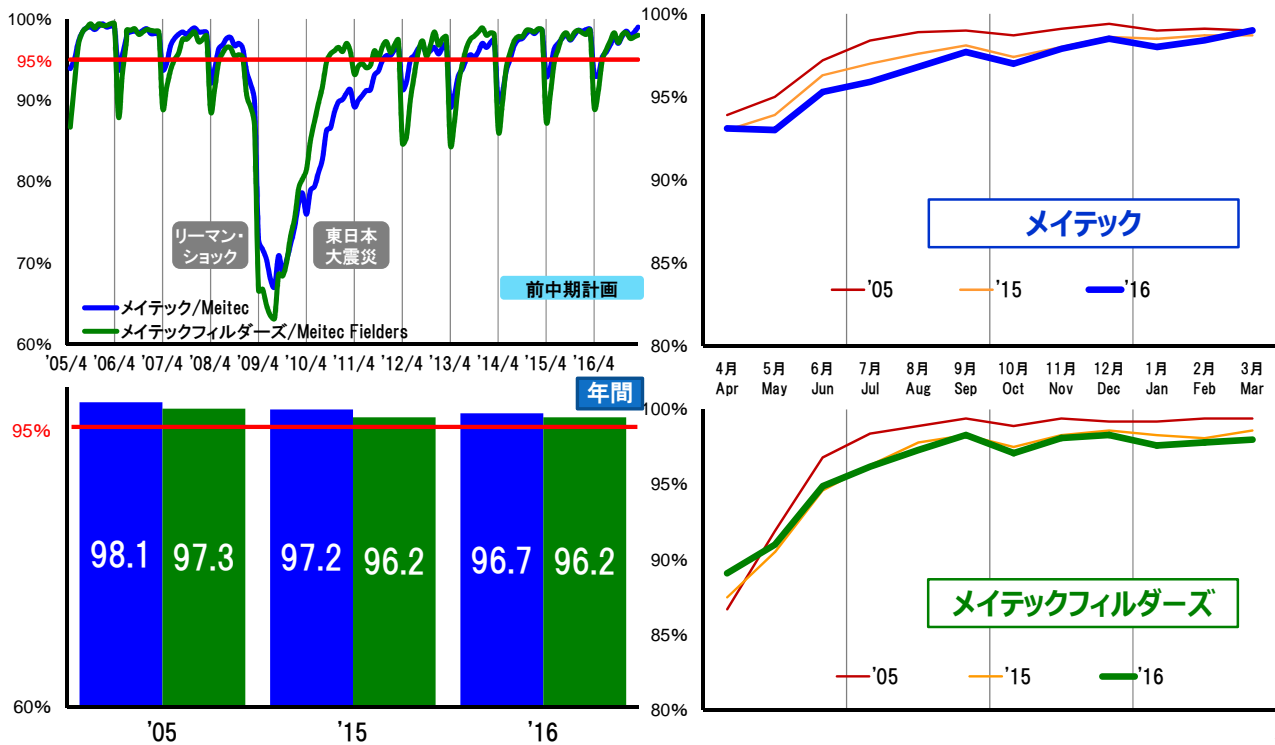 100%
95%
90%
80%
70%
60%
リーマン・
ショック
東日本
大震災
前中期計画
メイテック/Meitec
メイテックフィルダーズ/Meitec Fielders
'05/4 '06/4 '07/4 '08/4 '09/4 '10/4 '11/4 '12/4 '13/4 '14/4 '15/4 '16/4
年間
95%
60%
98.1 97.3 97.2 96.2 96.7 96.2
'05 '15 '16
100%
95%
90%
85%
80%
メイテック
'05 '15 '16
4月 5月 6月 7月 8月 9月 10月 11月 12月 1月 2月 3月
Apr May Jun Jul Aug Sep Oct Nov Dec Jan Feb Mar
100%
95%
90%
85%
80%
メイテックフィルダーズ
'05 '15 '16